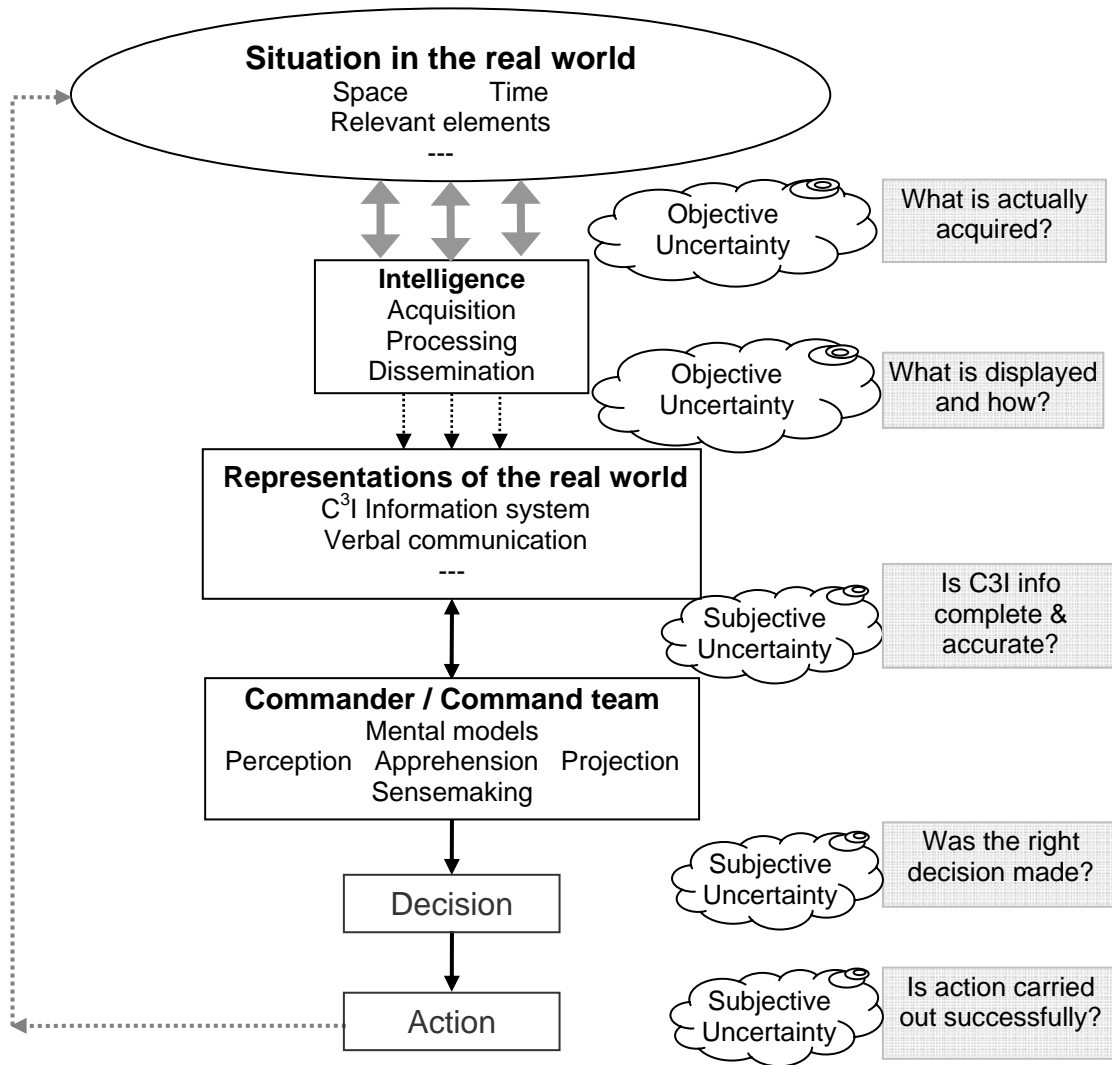 Situation in the real world
Space Time
Relevant elements
---
Objective
Uncertainty
What is actually
acquired?
Intelligence
Acquisition
Processing
Dissemination
Objective
Uncertainty
What is displayed
and how?
Representations of the real world
C³I Information system
Verbal communication
---
Subjective
Uncertainty
Is C3I info
complete &
accurate?
Commander / Command team
Mental models
Perception Apprehension Projection
Sensemaking
Subjective
Uncertainty
Was the right
decision made?
Decision
Subjective
Uncertainty
Is action carried
out successfully?
Action